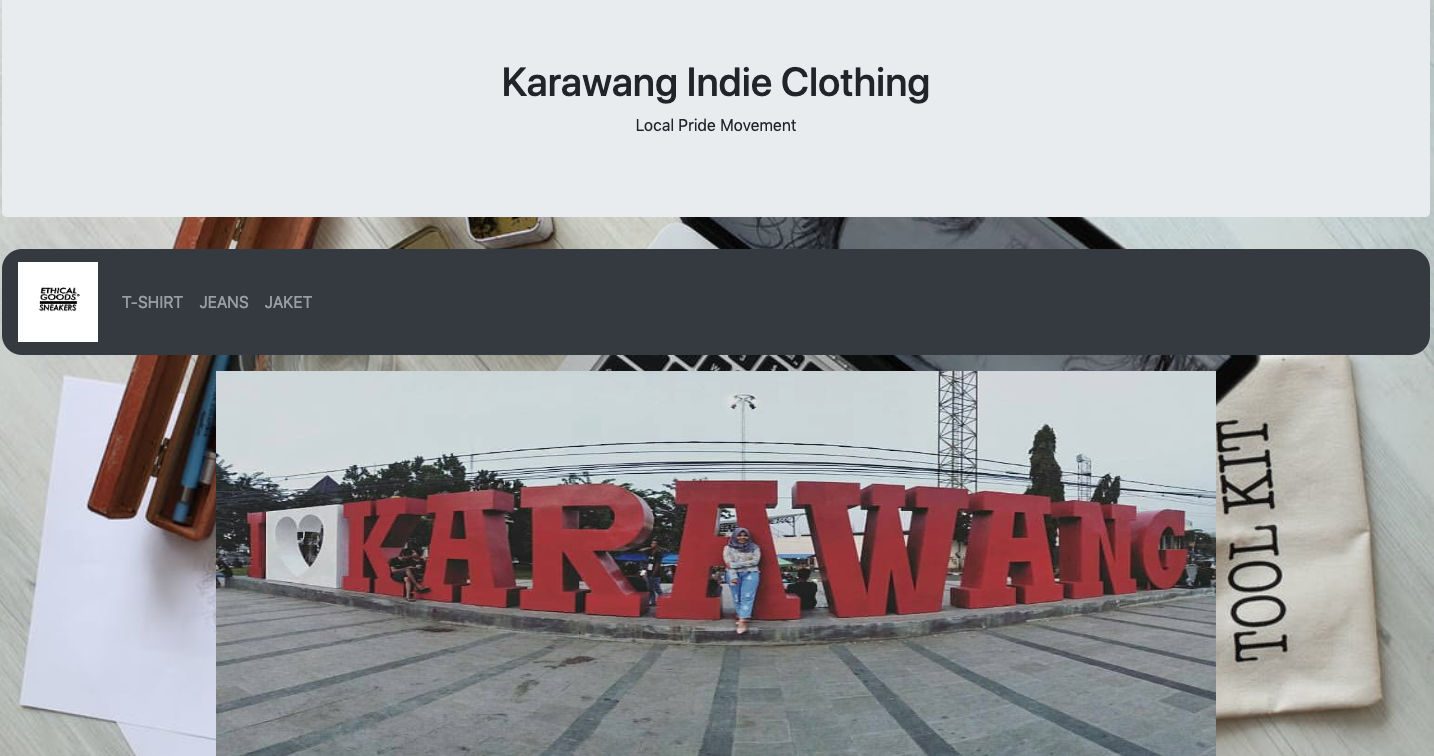 Karawang Indie Clothing
Local Pride Movement
ETHICAL
GOODS
SNEAKERS
T-SHIRT JEANS JAKET
I KARAWANG
TOOL KIT